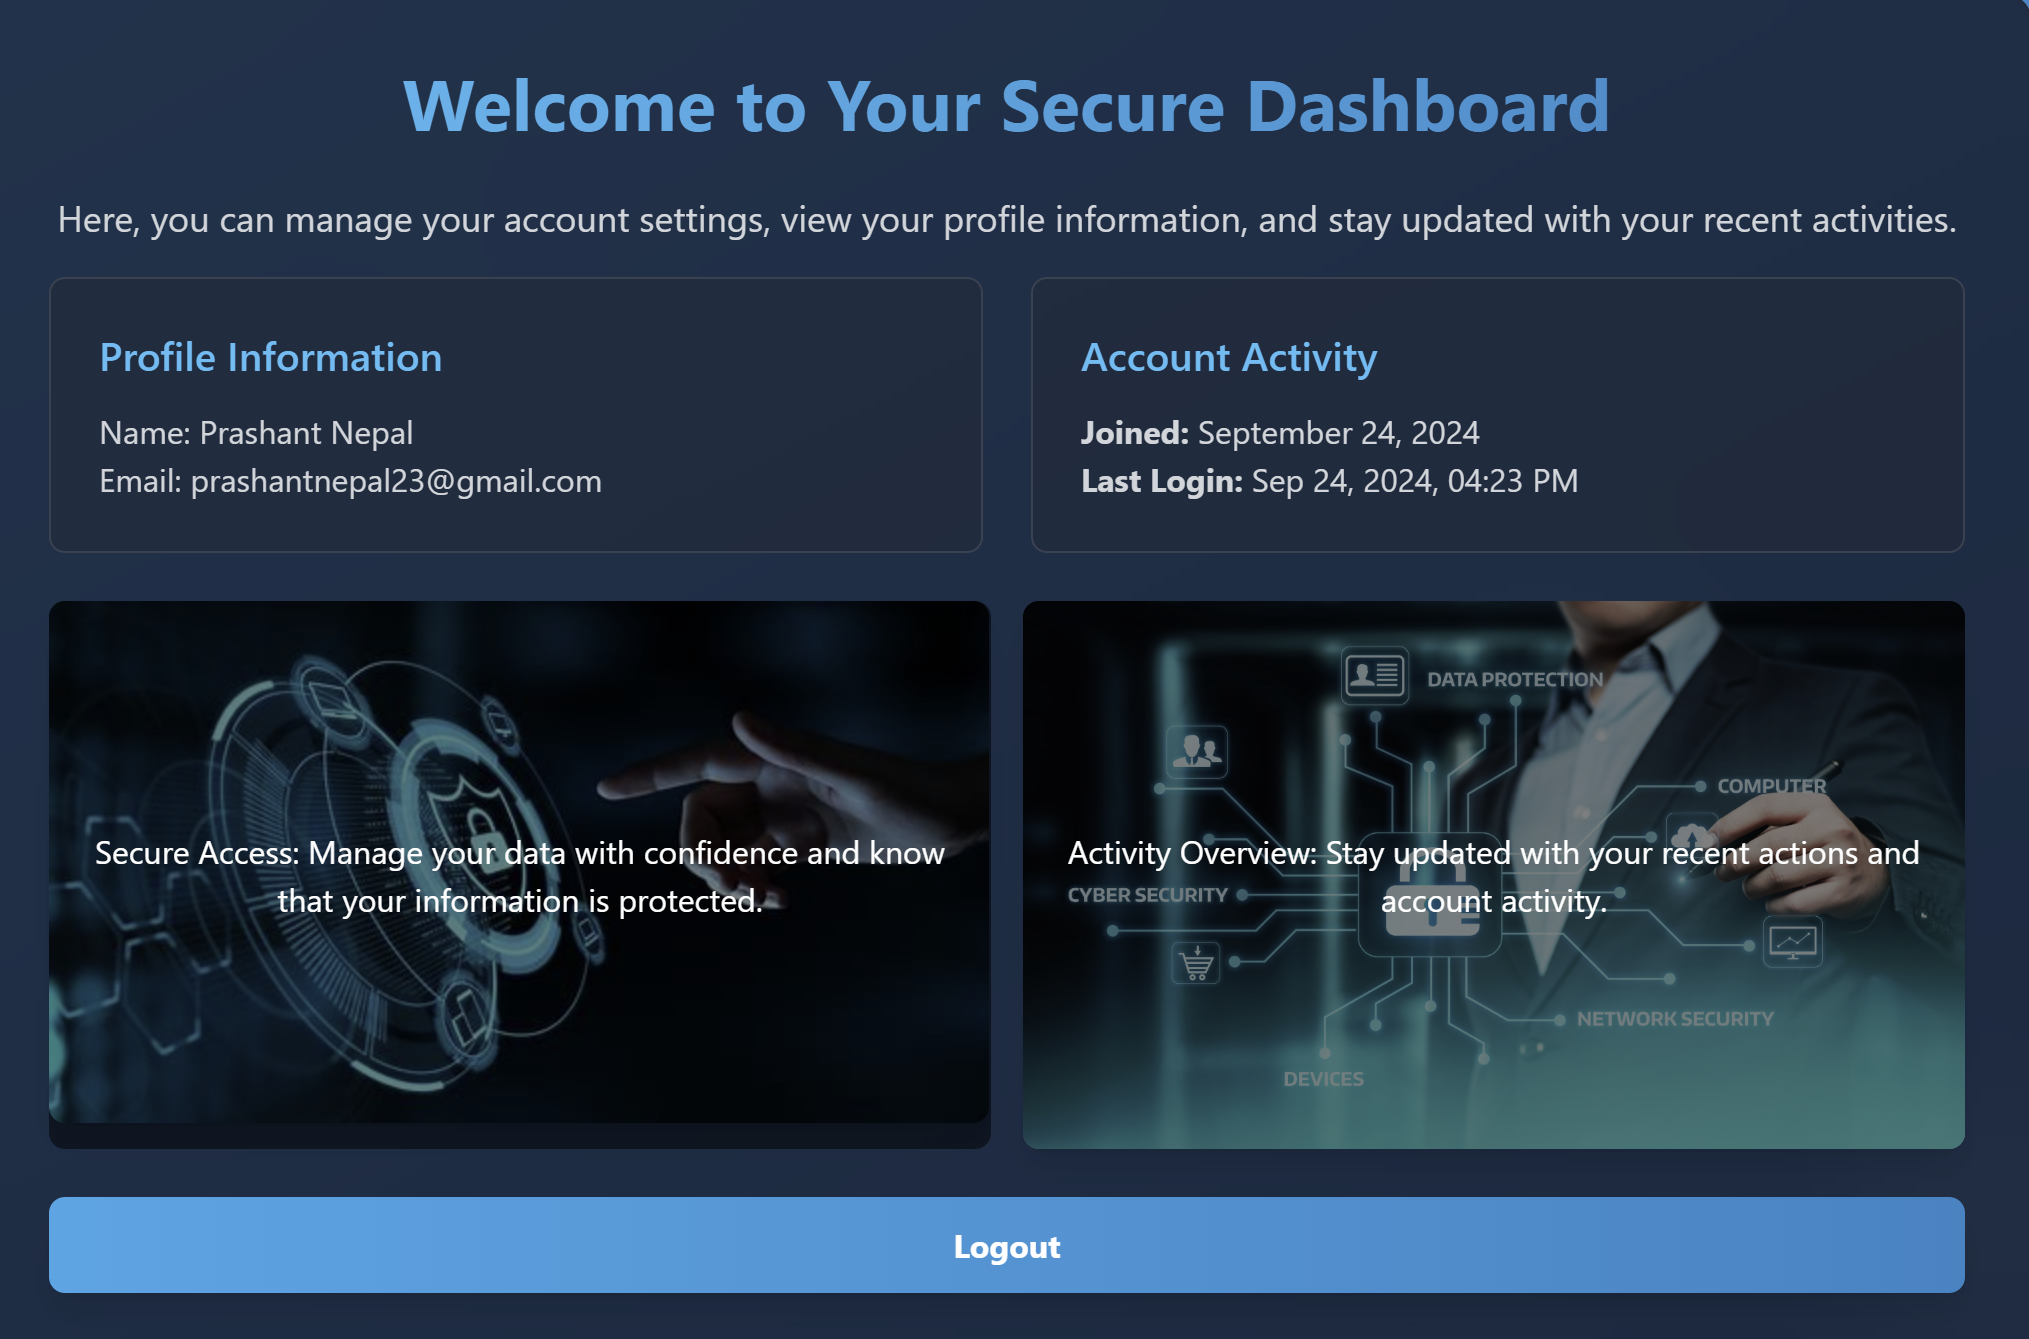 Welcome to Your Secure Dashboard
Here, you can manage your account settings, view your profile information, and stay updated with your recent activities.
Profile Information
Name: Prashant Nepal
Email: prashantnepal23@gmail.com
Account Activity
Joined: September 24, 2024
Last Login: Sep 24, 2024, 04:23 PM
Secure Access: Manage your data with confidence and know
that your information is protected.
DATA PROTECTION
COMPUTER
Activity Overview: Stay updated with your recent actions and
account activity.
CYBER SECURITY
NETWORK SECURITY
DEVICES
Logout